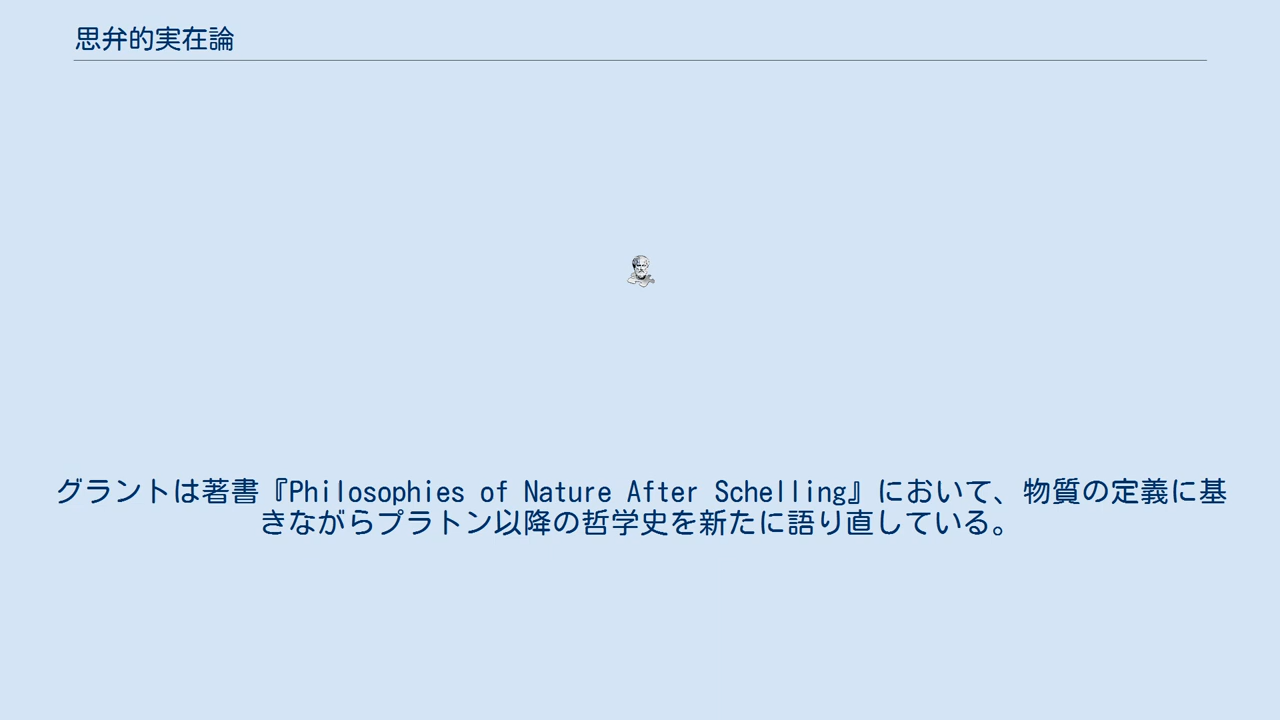 思弁的実在論
グラントは著書『Philosophies of Nature After Schelling』において、物質の定義に基
きながらプラトン以降の哲学史を新たに語り直している。